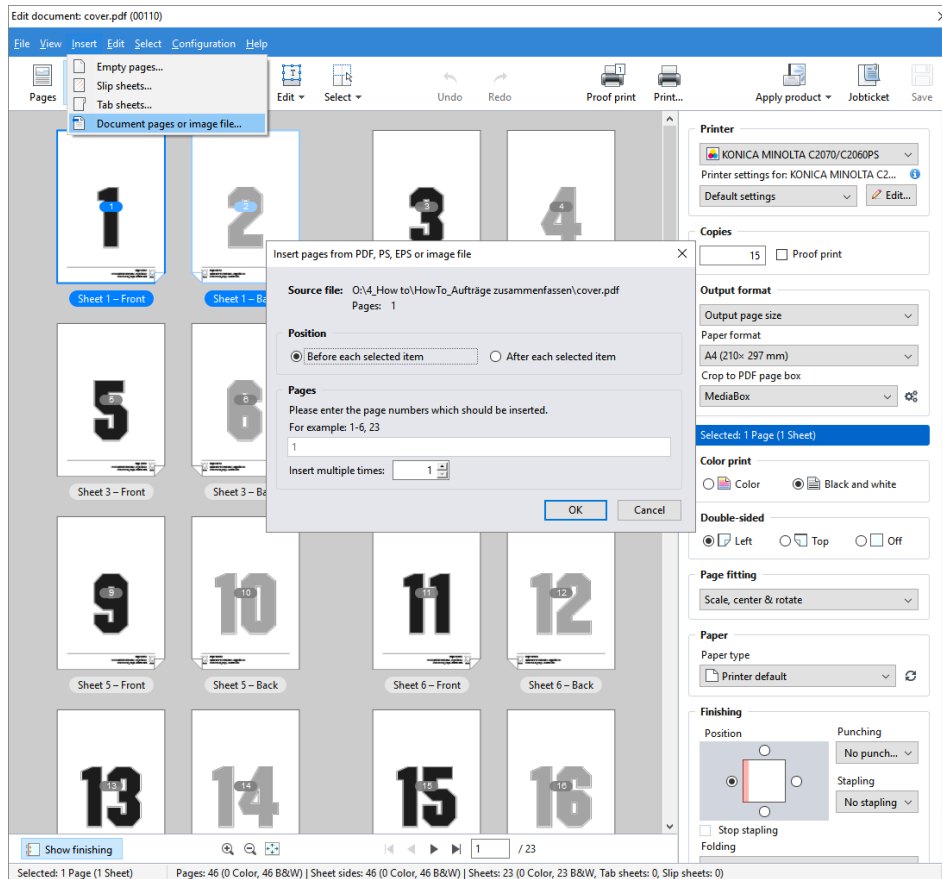 Edit document: cover.pdf (00110)
File View Insert Edit Select Configuration Help
Empty pages...
Slip sheets...
Tab sheets...
Document pages or image file...
Pages
Edit
Select
Undo
Redo
Proof print
Print...
Apply product
Jobticket
Save
1
2
3
4
Sheet 1 – Front
Sheet 1 – Ba
5
6
Sheet 3 – Front
Sheet 3 – Ba
9
10
11
12
Sheet 5 – Front
Sheet 5 – Back
Sheet 6 – Front
Sheet 6 – Back
13
14
15
16
Insert pages from PDF, PS, EPS or image file
Source file: O:\4_How to\HowTo_Aufträge zusammenfassen\cover.pdf
Pages: 1
Position
Before each selected item
After each selected item
Pages
Please enter the page numbers which should be inserted.
For example: 1-6, 23
1
Insert multiple times: 1
OK
Cancel
Printer
KONICA MINOLTA C2070/C2060PS
Printer settings for: KONICA MINOLTA C2...
Default settings
Edit...
Copies
15
Proof print
Output format
Output page size
Paper format
A4 (210× 297 mm)
Crop to PDF page box
MediaBox
Selected: 1 Page (1 Sheet)
Color print
Color
Black and white
Double-sided
Left
Top
Off
Page fitting
Scale, center & rotate
Paper
Paper type
Printer default
Finishing
Position
Punching
No punch...
Stapling
No stapling
Stop stapling
Folding
Show finishing
1 / 23
Selected: 1 Page (1 Sheet)
Pages: 46 (0 Color, 46 B&W) | Sheet sides: 46 (0 Color, 46 B&W) | Sheets: 23 (0 Color, 23 B&W, Tab sheets: 0, Slip sheets: 0)